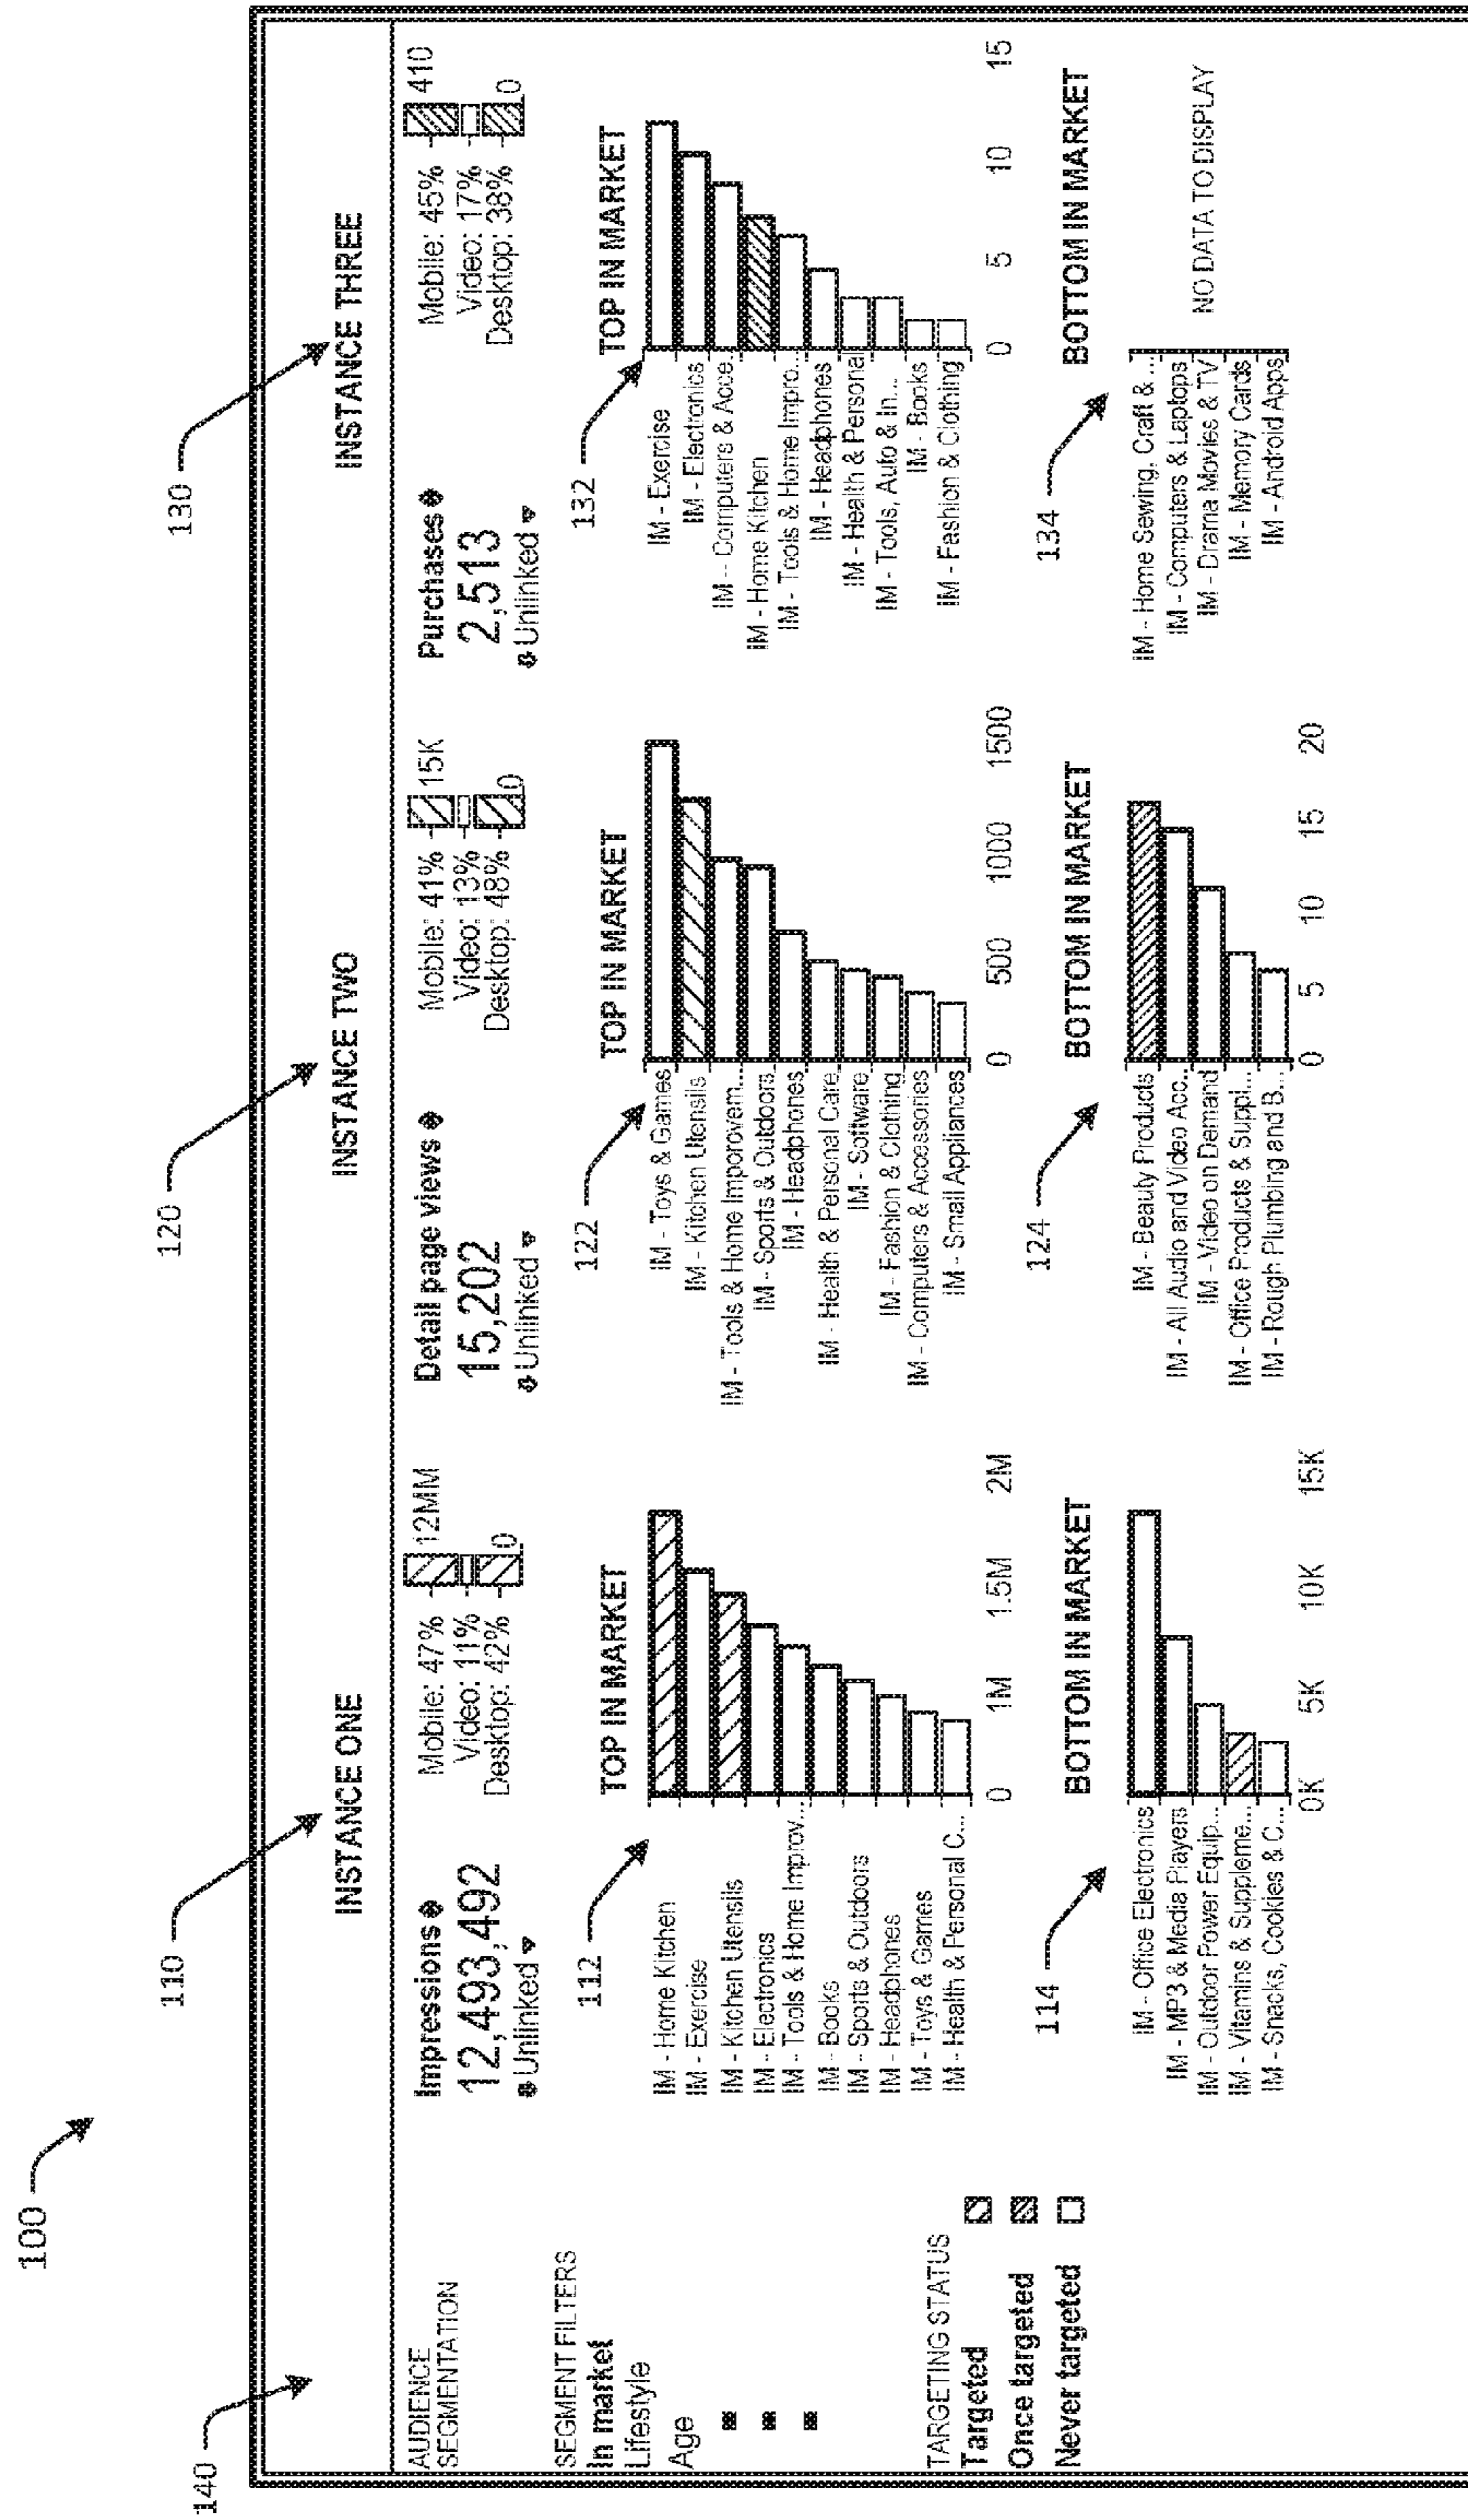 100
140
110
120
130
INSTANCE ONE
INSTANCE TWO
INSTANCE THREE
AUDIENCE
SEGMENTATION
SEGMENT FILTERS
In market
Lifestyle
Age
TARGETING STATUS
Targeted
Once targeted
Never targeted
Impressions
12,493,492
Unlinked
Mobile: 47%
Video: 11%
Desktop: 42%
12MM
0
112
TOP IN MARKET
IM - Home Kitchen
IM - Exercise
IM - Kitchen Utensils
IM - Electronics
IM - Tools & Home Improv...
IM - Books
IM - Sports & Outdoors
IM - Headphones
IM - Toys & Games
IM - Health & Personal C...
0 1M 1.5M 2M
114
BOTTOM IN MARKET
IM - Office Electronics
IM - MP3 & Media Players
IM - Outdoor Power Equip...
IM - Vitamins & Suppleme...
IM - Snacks, Cookies & C...
0K 5K 10K 15K
Detail page views
15,202
Unlinked
Mobile: 41%
Video: 13%
Desktop: 48%
15K
0
122
TOP IN MARKET
IM - Toys & Games
IM - Kitchen Utensils
IM - Tools & Home Imporovem...
IM - Sports & Outdoors
IM - Headphones
IM - Health & Personal Care
IM - Software
IM - Fashion & Clothing
IM - Computers & Accessories
IM - Small Appliances
0 500 1000 1500
124
BOTTOM IN MARKET
IM - Beauty Products
IM - All Audio and Video Acc...
IM - Video on Demand
IM - Office Products & Suppl...
IM - Rough Plumbing and B...
0 5 10 15 20
Purchases
2,513
Unlinked
Mobile: 45%
Video: 17%
Desktop: 38%
410
0
132
TOP IN MARKET
IM - Exercise
IM - Electronics
IM - Computers & Acce.
IM - Home Kitchen
IM - Tools & Home Impro...
IM - Headphones
IM - Health & Personal
IM - Tools, Auto & In...
IM - Books
IM - Fashion & Clothing
0 5 10 15
134
BOTTOM IN MARKET
IM - Home Sewing, Craft & ...
IM - Computers & Laptops
IM - Drama Movies & TV
IM - Memory Cards
IM - Android Apps
NO DATA TO DISPLAY